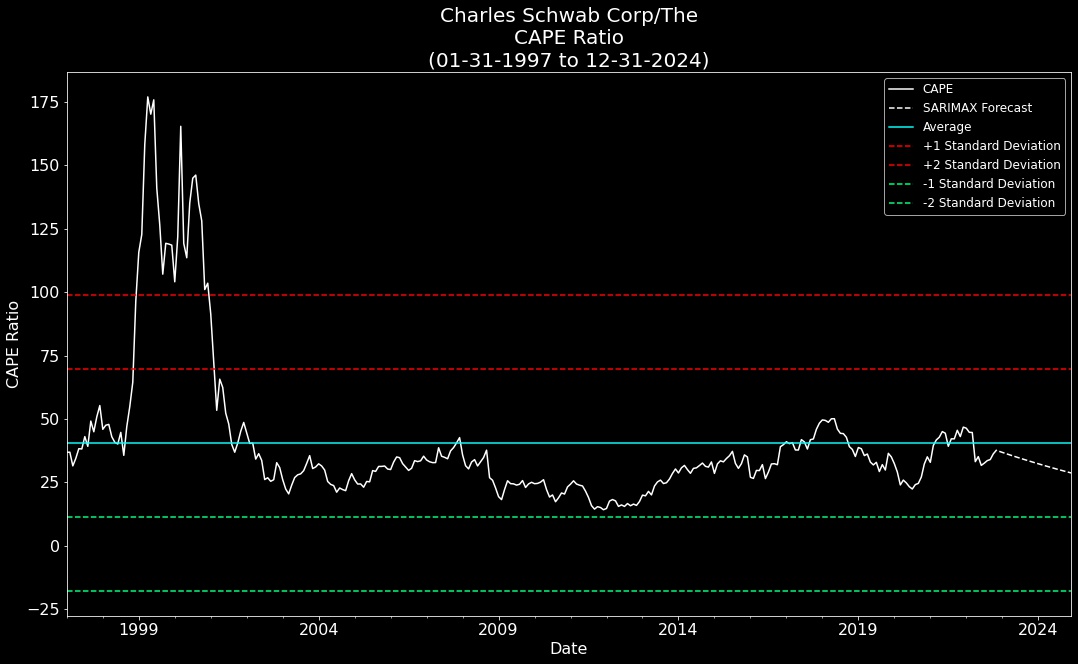 Charles Schwab Corp/The
CAPE Ratio
(01-31-1997 to 12-31-2024)
CAPE
SARIMAX Forecast
Average
+1 Standard Deviation
+2 Standard Deviation
-1 Standard Deviation
-2 Standard Deviation
CAPE Ratio
175
150
125
100
75
50
25
0
−25
1999
2004
2009
2014
2019
2024
Date